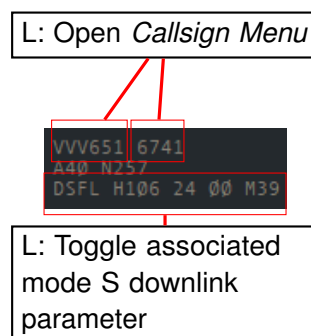 L: Open Callsign Menu
VVV651 6741
A40 N257
DSFL H106 24 00 M39
L: Toggle associated
mode S downlink
parameter